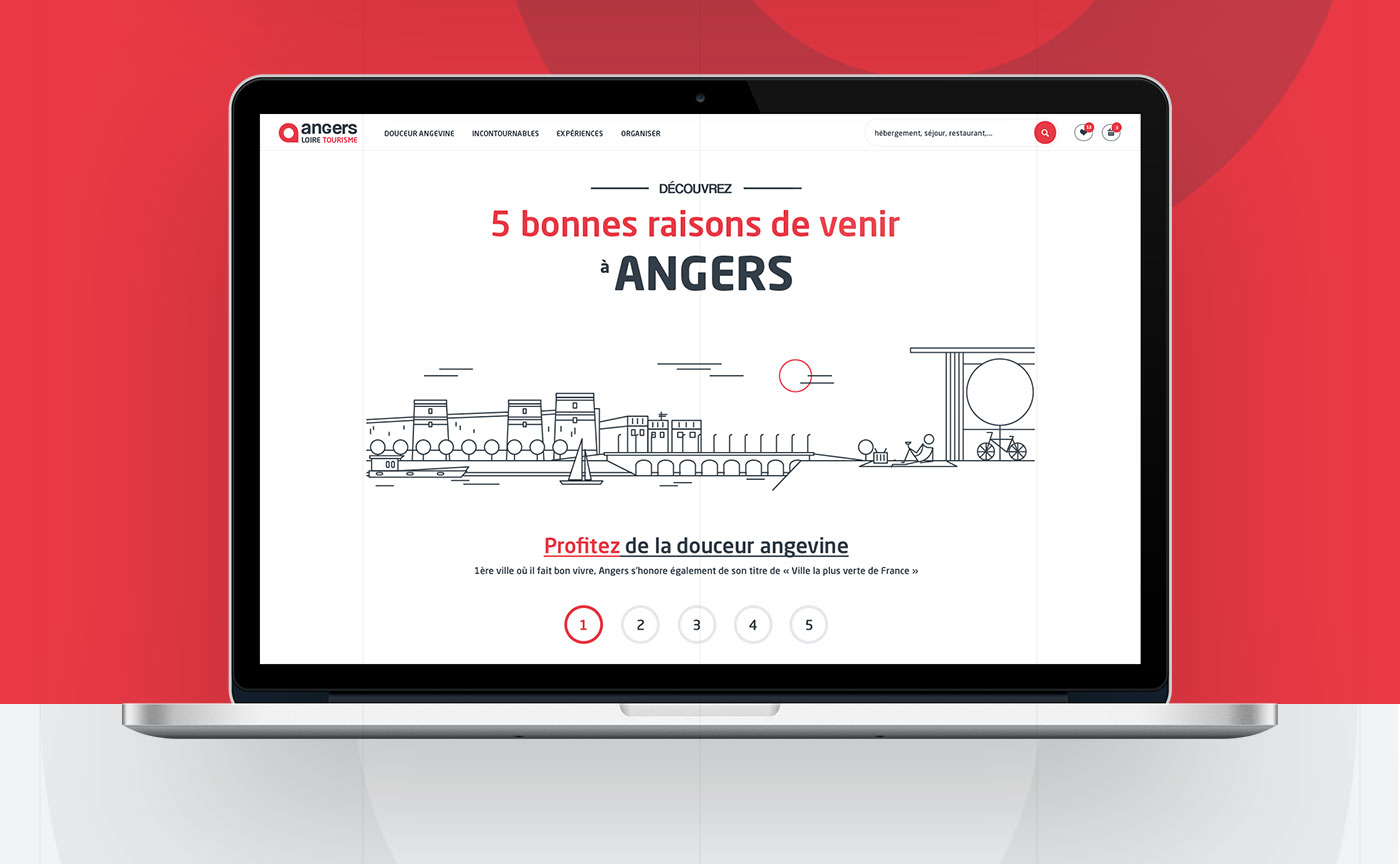 angers
LOIRE TOURISME
DOUCEUR ANGEVINE INCONTOURNABLES EXPÉRIENCES ORGANISER
hébergement, séjour, restaurant,...
DÉCOUVREZ
5 bonnes raisons de venir
à ANGERS
Profitez de la douceur angevine
1ère ville où il fait bon vivre, Angers s'honore également de son titre de « Ville la plus verte de France »
1 2 3 4 5